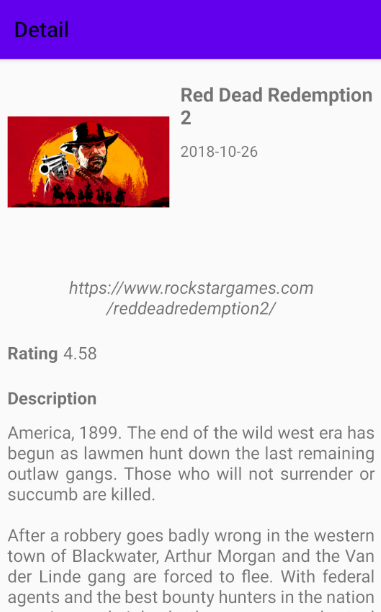 Detail
Red Dead Redemption
2
2018-10-26
https://www.rockstargames.com
/reddeadredemption2/
Rating 4.58
Description
America, 1899. The end of the wild west era has
begun as lawmen hunt down the last remaining
outlaw gangs. Those who will not surrender or
succumb are killed.
After a robbery goes badly wrong in the western
town of Blackwater, Arthur Morgan and the Van
der Linde gang are forced to flee. With federal
agents and the best bounty hunters in the nation